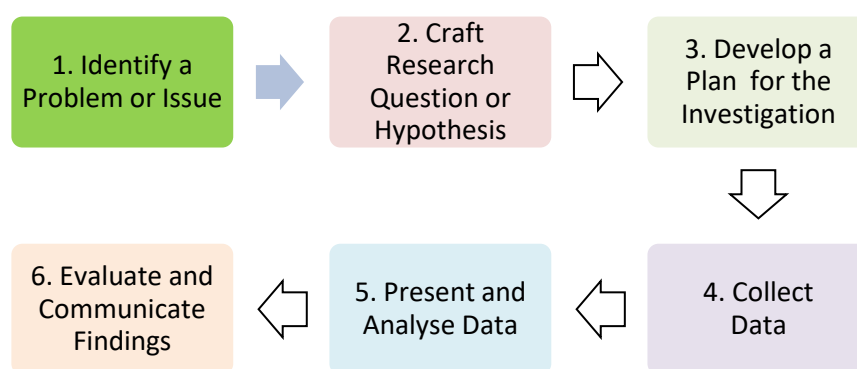 1. Identify a
Problem or Issue
2. Craft
Research
Question or
Hypothesis
3. Develop a
Plan for the
Investigation
4. Collect
Data
5. Present and
Analyse Data
6. Evaluate and
Communicate
Findings